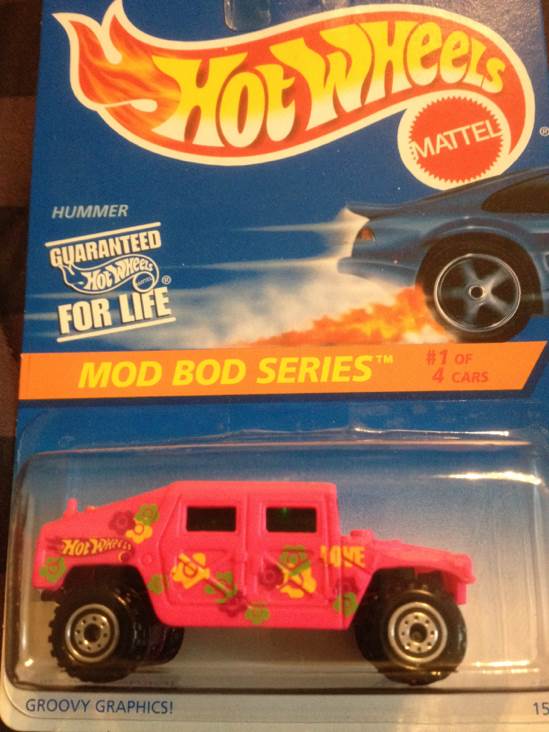 HOT WHEELS
MATTEL
®
HUMMER
GUARANTEED
HOT WHEELS
®
FOR LIFE
MOD BOD SERIES™ #1 OF
4 CARS
HOT WHEELS
LOVE
GROOVY GRAPHICS!
15